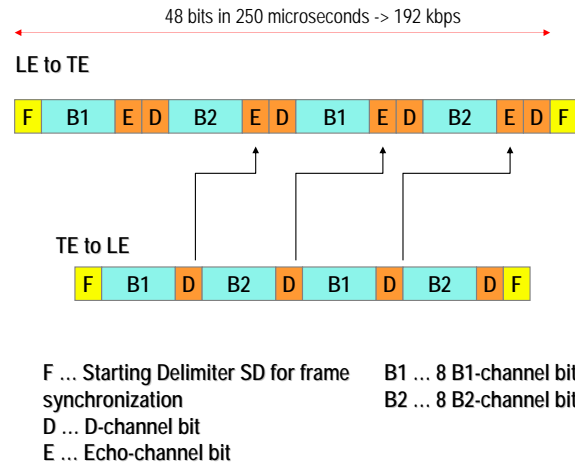 48 bits in 250 microseconds -> 192 kbps
LE to TE
F B1 E D B2 E D B1 E D B2 E D F
TE to LE
F B1 D B2 D B1 D B2 D F
F ... Starting Delimiter SD for frame
synchronization
D ... D-channel bit
E ... Echo-channel bit
B1 ... 8 B1-channel bit
B2 ... 8 B2-channel bit